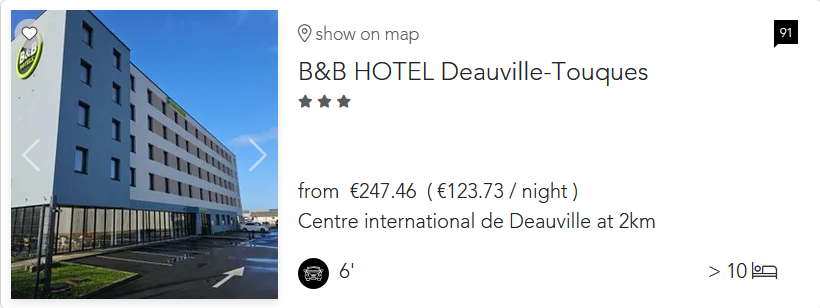 B&B
HOTELS
show on map
91
B&B HOTEL Deauville-Touques
from €247.46 ( €123.73 / night )
Centre international de Deauville at 2km
6'
> 10